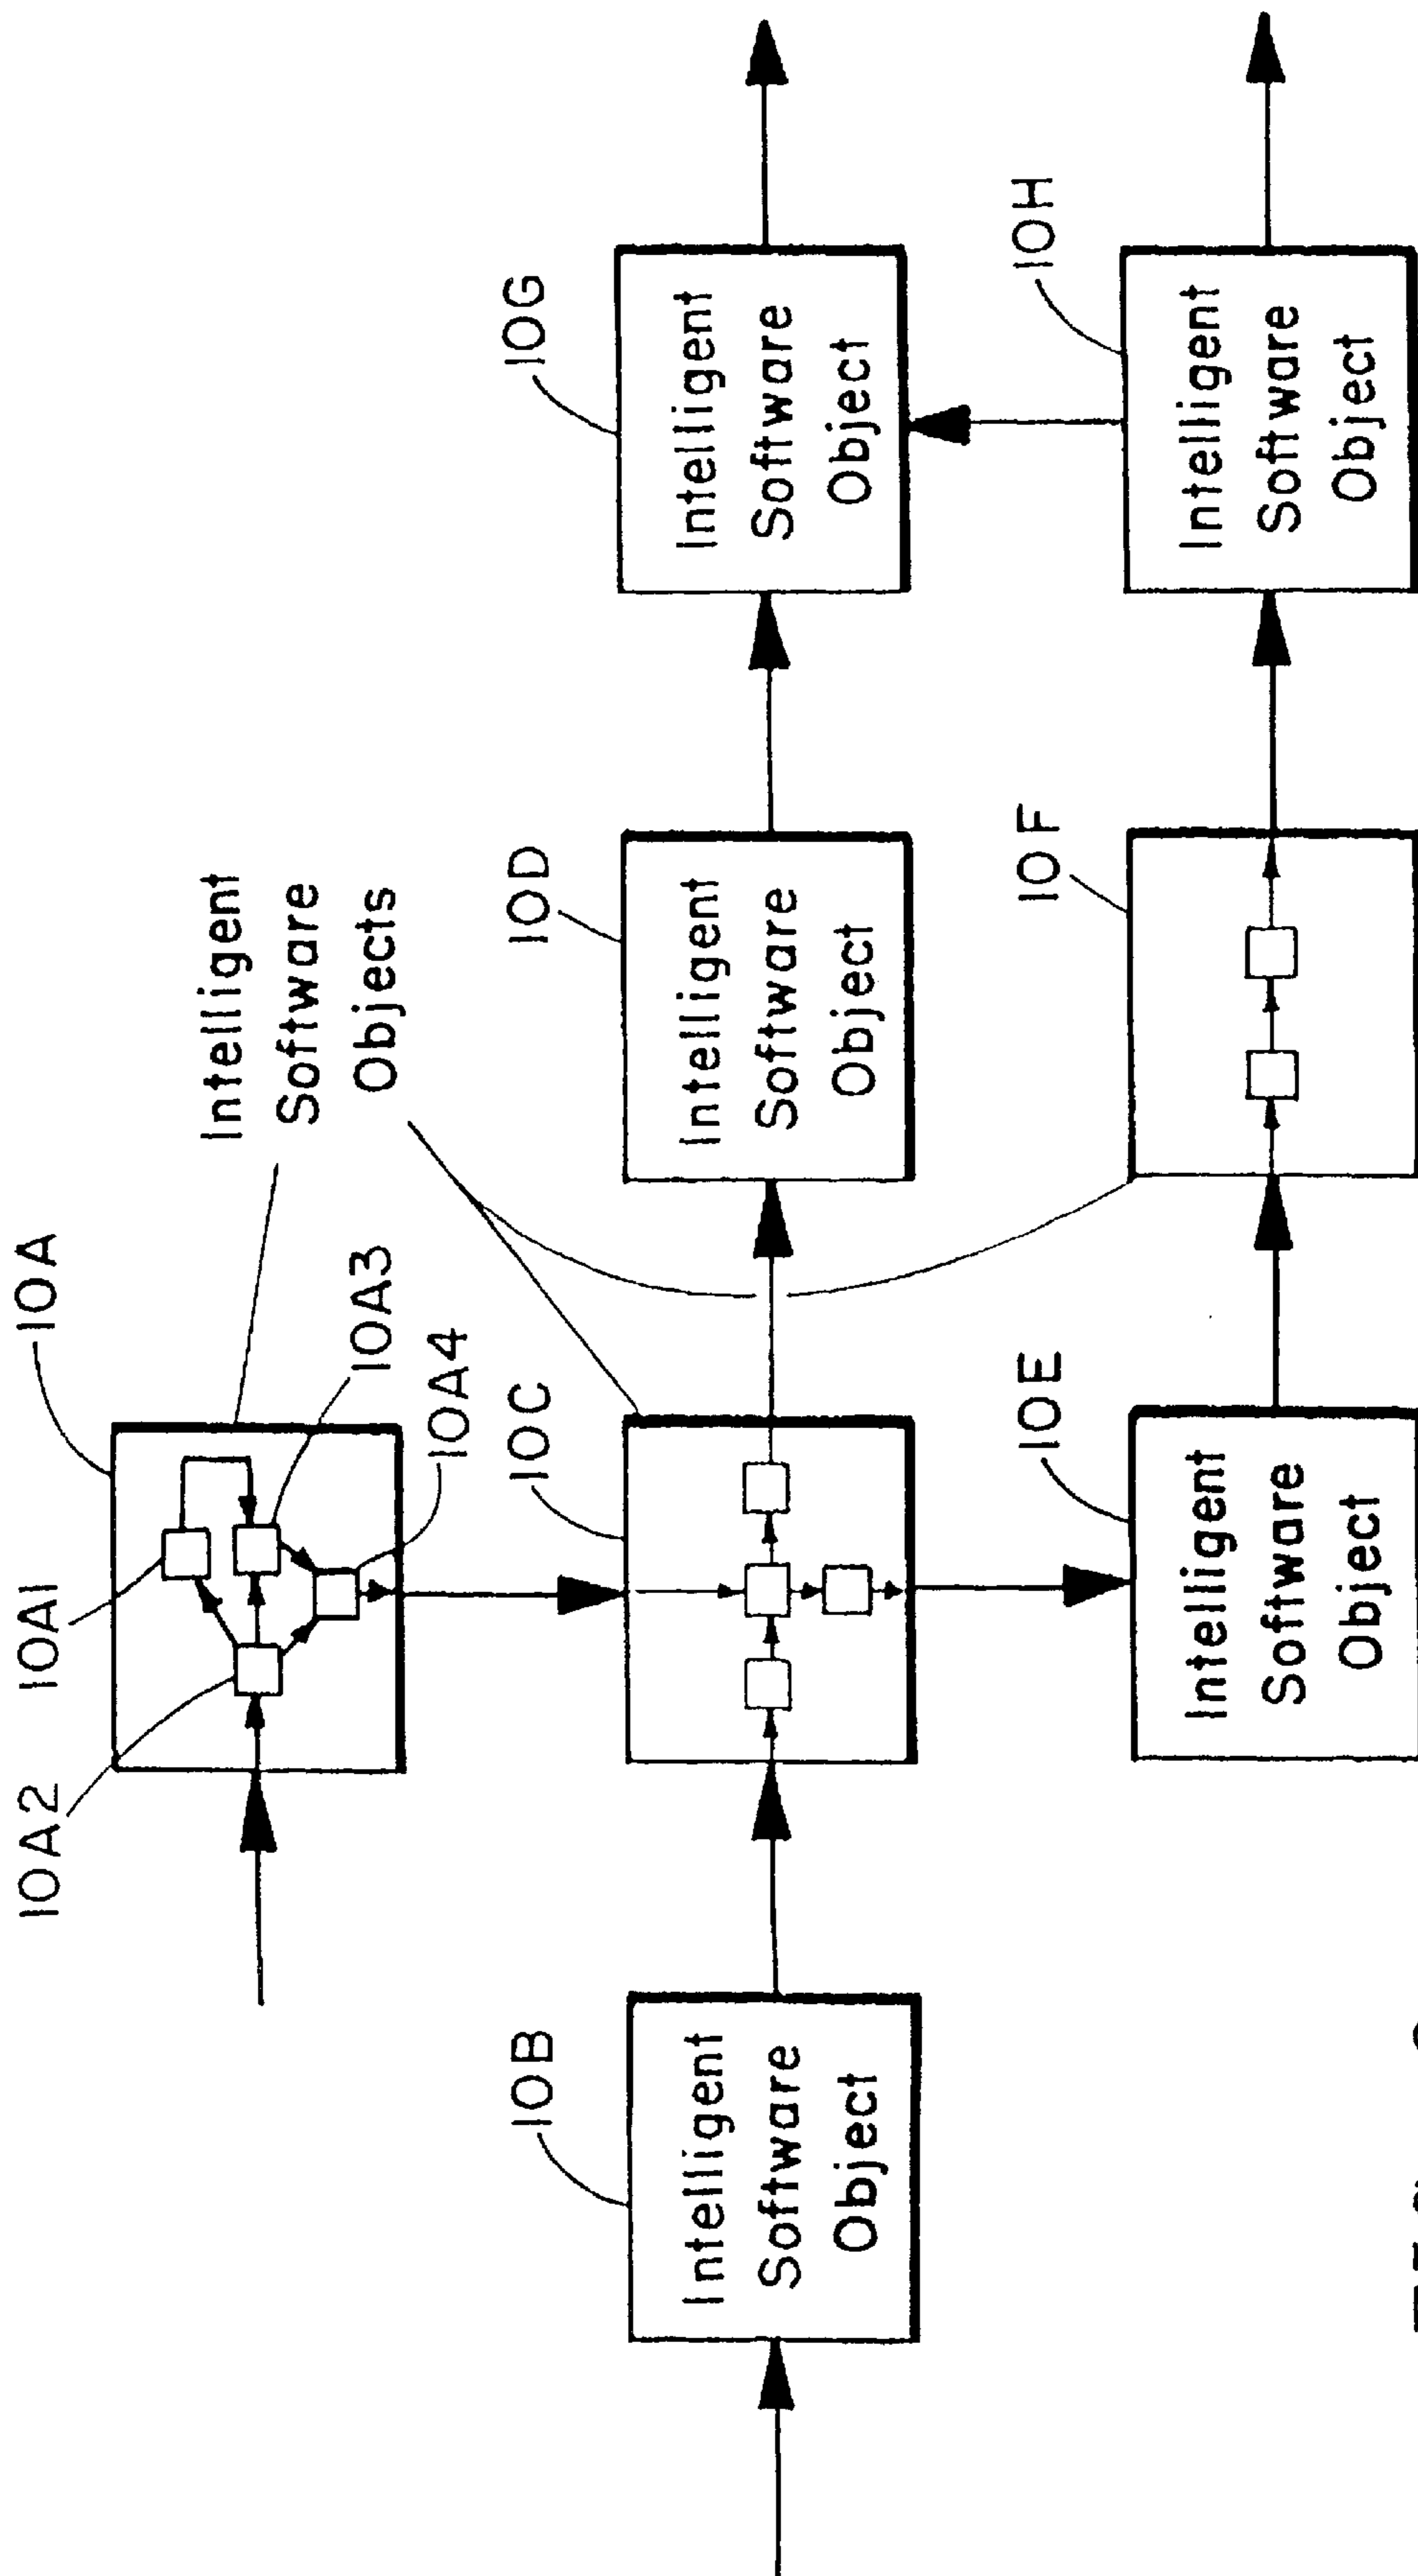 10A
10A1
10A2
10A3
10A4
Intelligent
Software
Objects
10B
Intelligent
Software
Object
10C
10D
Intelligent
Software
Object
10G
Intelligent
Software
Object
10E
Intelligent
Software
Object
10F
10H
Intelligent
Software
Object